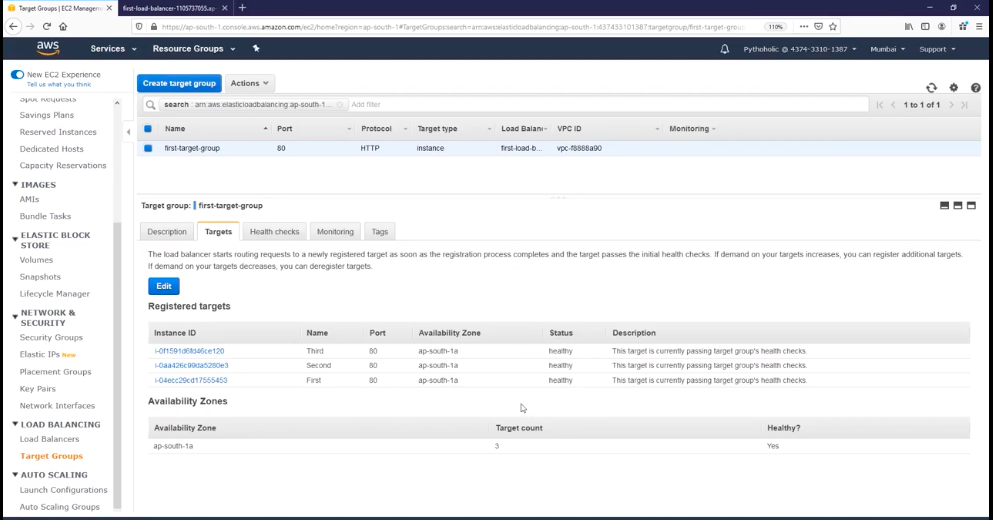 Target Groups | EC2 Managem
first-load-balancer-1105737055.ap
https://ap-south-1.console.aws.amazon.com/ec2/home?region=ap-south-1#TargetGroups:search=arn:aws:elasticloadbalancing:ap-south-1:437433101387:targetgroup/first-target-grou
110%
aws Services Resource Groups Pythoholic @ 4374-3310-1387 Mumbai Support
New EC2 Experience
Tell us what you think
Spot Requests
Savings Plans
Reserved Instances
Dedicated Hosts
Capacity Reservations
IMAGES
AMIs
Bundle Tasks
ELASTIC BLOCK
STORE
Volumes
Snapshots
Lifecycle Manager
NETWORK &
SECURITY
Security Groups
Elastic IPs New
Placement Groups
Key Pairs
Network Interfaces
LOAD BALANCING
Load Balancers
Target Groups
AUTO SCALING
Launch Configurations
Auto Scaling Groups
Create target group Actions
search : arn:aws:elasticloadbalancing:ap-south-1... Add filter 1 to 1 of 1
Name Port Protocol Target type Load Balan VPC ID Monitoring
first-target-group 80 HTTP instance first-load-b... vpc-f8888a90
Target group: first-target-group
Description Targets Health checks Monitoring Tags
The load balancer starts routing requests to a newly registered target as soon as the registration process completes and the target passes the initial health checks. If demand on your targets increases, you can register additional targets.
If demand on your targets decreases, you can deregister targets.
Edit
Registered targets
Instance ID Name Port Availability Zone Status Description
i-0f1591d6fd46ce120 Third 80 ap-south-1a healthy This target is currently passing target group's health checks.
i-0aa426c99da5280e3 Second 80 ap-south-1a healthy This target is currently passing target group's health checks.
i-04ecc29cd17555453 First 80 ap-south-1a healthy This target is currently passing target group's health checks.
Availability Zones
Availability Zone Target count Healthy?
ap-south-1a 3 Yes